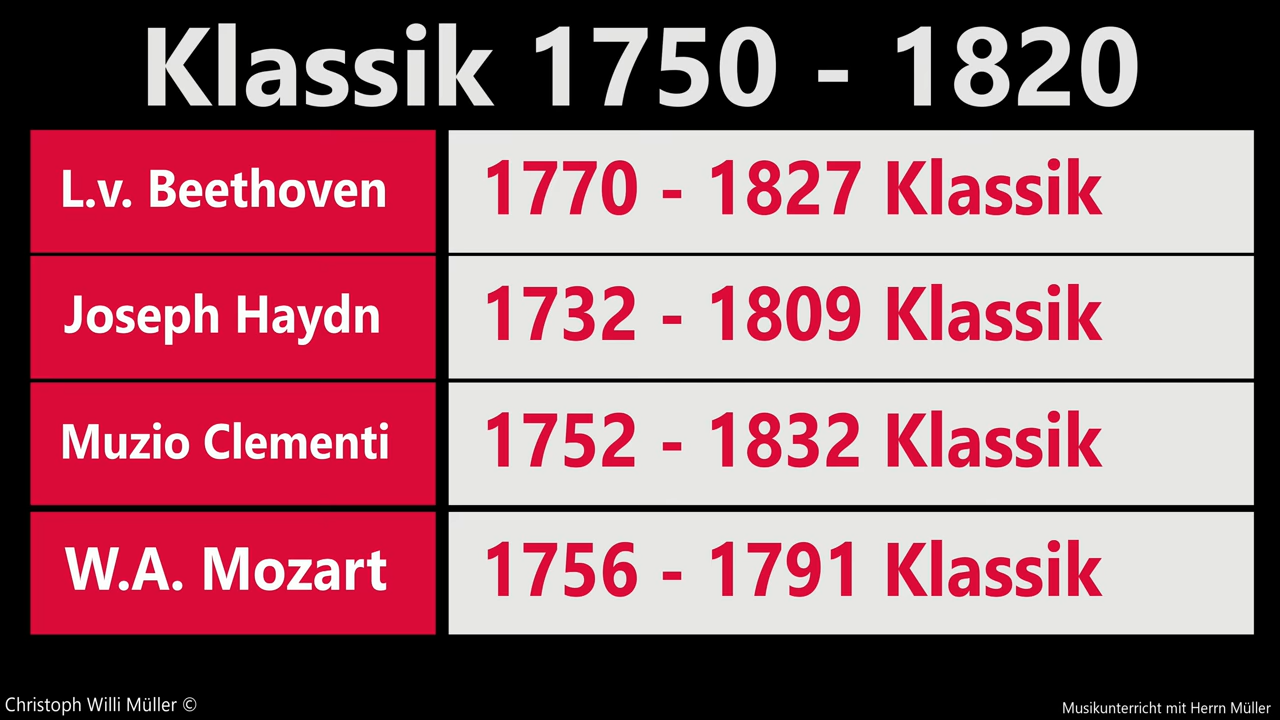 Klassik 1750 - 1820
L.v. Beethoven 1770 - 1827 Klassik
Joseph Haydn 1732 - 1809 Klassik
Muzio Clementi 1752 - 1832 Klassik
W.A. Mozart 1756 - 1791 Klassik
Christoph Willi Müller ©
Musikunterricht mit Herrn Müller